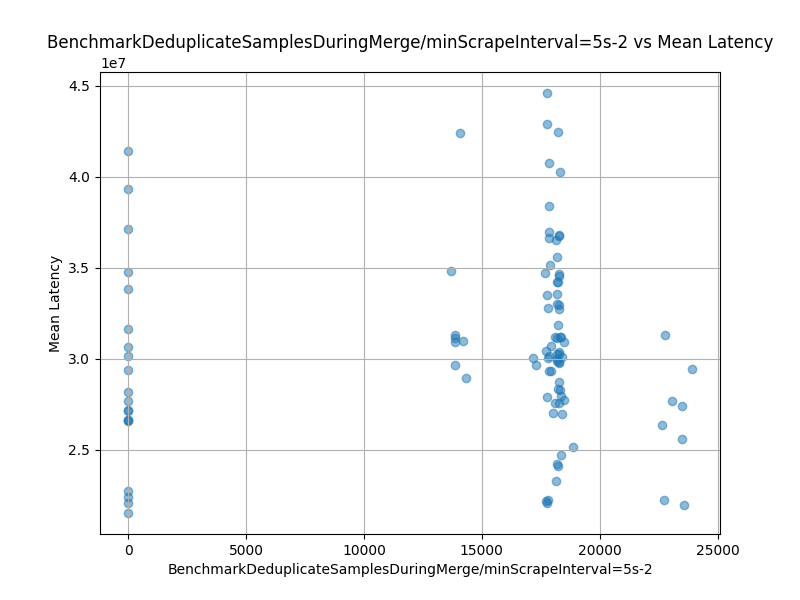 BenchmarkDeduplicateSamplesDuringMerge/minScrapeInterval=5s-2 vs Mean Latency
1e7
4.5
4.0
3.5
3.0
2.5
Mean Latency
0 5000 10000 15000 20000 25000
BenchmarkDeduplicateSamplesDuringMerge/minScrapeInterval=5s-2